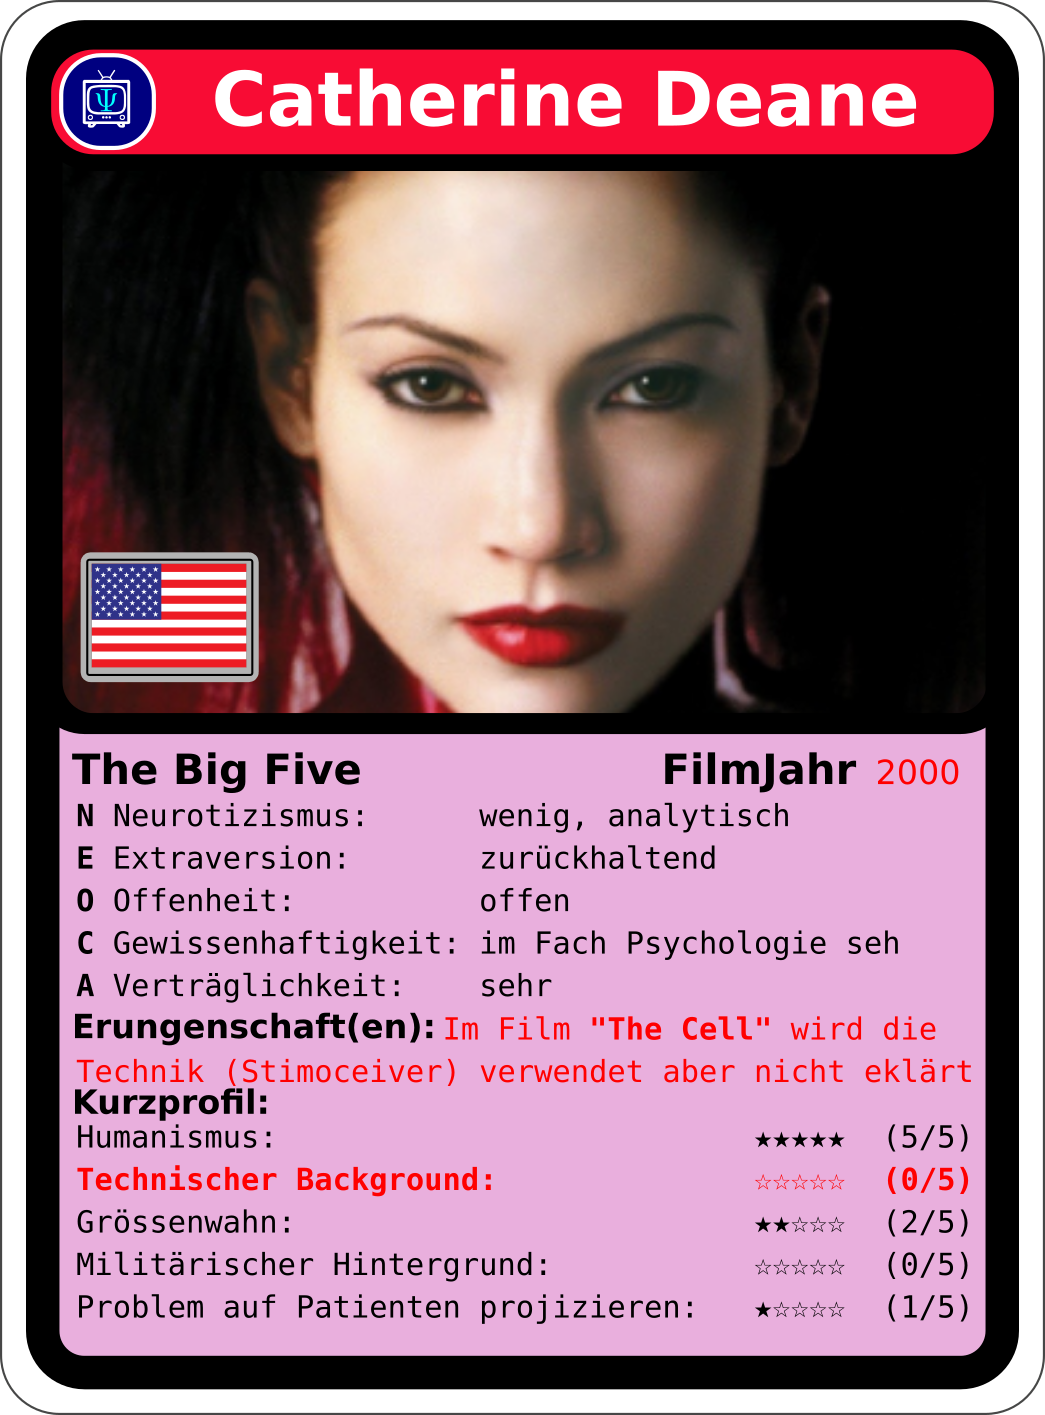 Ψ
Catherine Deane
The Big Five FilmJahr 2000
N Neurotizismus: wenig, analytisch
E Extraversion: zurückhaltend
O Offenheit: offen
C Gewissenhaftigkeit: im Fach Psychologie seh
A Verträglichkeit: sehr
Erungenschaft(en): Im Film "The Cell" wird die
Technik (Stimoceiver) verwendet aber nicht eklärt
Kurzprofil:
Humanismus: ★★★★★ (5/5)
Technischer Background: ☆☆☆☆☆ (0/5)
Grössenwahn: ★★☆☆☆ (2/5)
Militärischer Hintergrund: ☆☆☆☆☆ (0/5)
Problem auf Patienten projizieren: ★☆☆☆☆ (1/5)